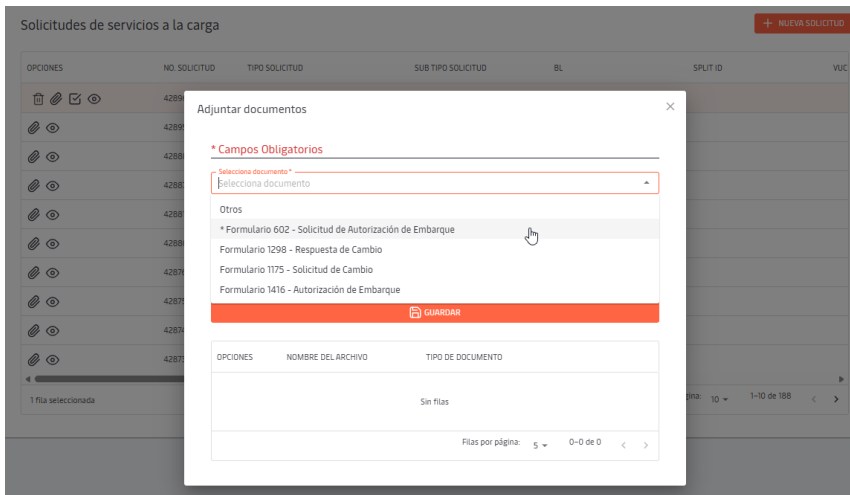 Solicitudes de servicios a la carga
NUEVA SOLICITUD
OPCIONES NO. SOLICITUD TIPO SOLICITUD SUB TIPO SOLICITUD BL SPLIT ID VUC
Adjuntar documentos
* Campos Obligatorios
Selecciona documento *
Selecciona documento
Otros
* Formulario 602 - Solicitud de Autorización de Embarque
Formulario 1298 - Respuesta de Cambio
Formulario 1175 - Solicitud de Cambio
Formulario 1416 - Autorización de Embarque
GUARDAR
OPCIONES NOMBRE DEL ARCHIVO TIPO DE DOCUMENTO
Sin filas
Filas por página: 5 0-0 de 0
1 fila seleccionada 10 1-10 de 188